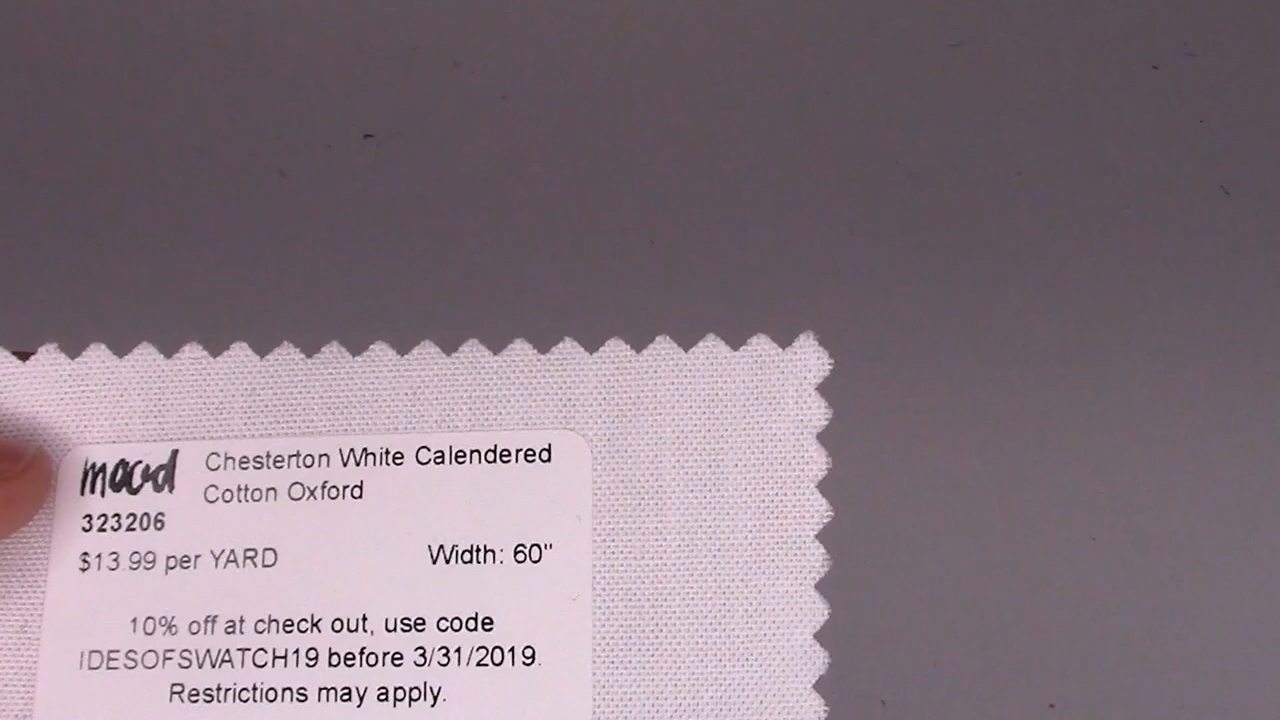 mood
Chesterton White Calendered
Cotton Oxford
323206
$13.99 per YARD
Width: 60"
10% off at check out, use code
IDESOFSWATCH19 before 3/31/2019.
Restrictions may apply.